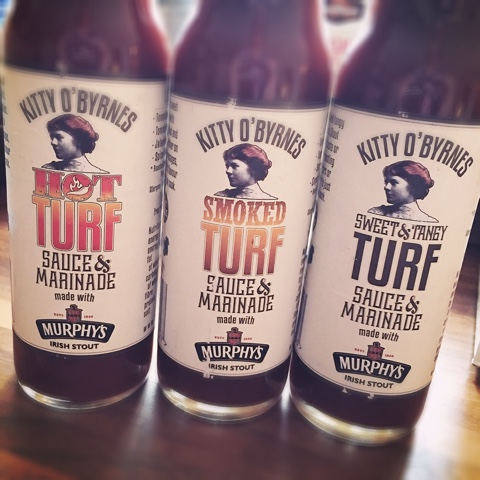 KITTY O'BYRNES
HOT
TURF
SAUCE &
MARINADE
made with
MURPHY'S
IRISH STOUT
KITTY O'BYRNES
SMOKED
TURF
SAUCE &
MARINADE
made with
MURPHY'S
IRISH STOUT
KITTY O'BYRNES
SWEET & TANGY
TURF
SAUCE &
MARINADE
made with
MURPHY'S
IRISH STOUT